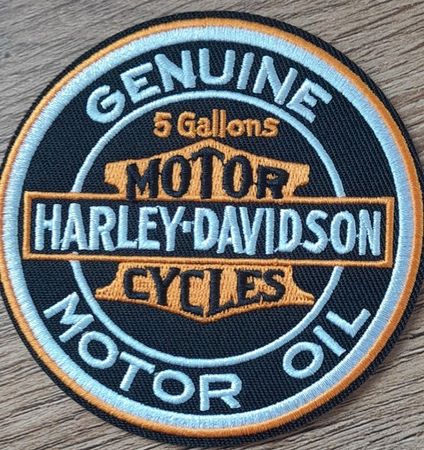 GENUINE
5 Gallons
MOTOR
HARLEY-DAVIDSON
CYCLES
MOTOR OIL